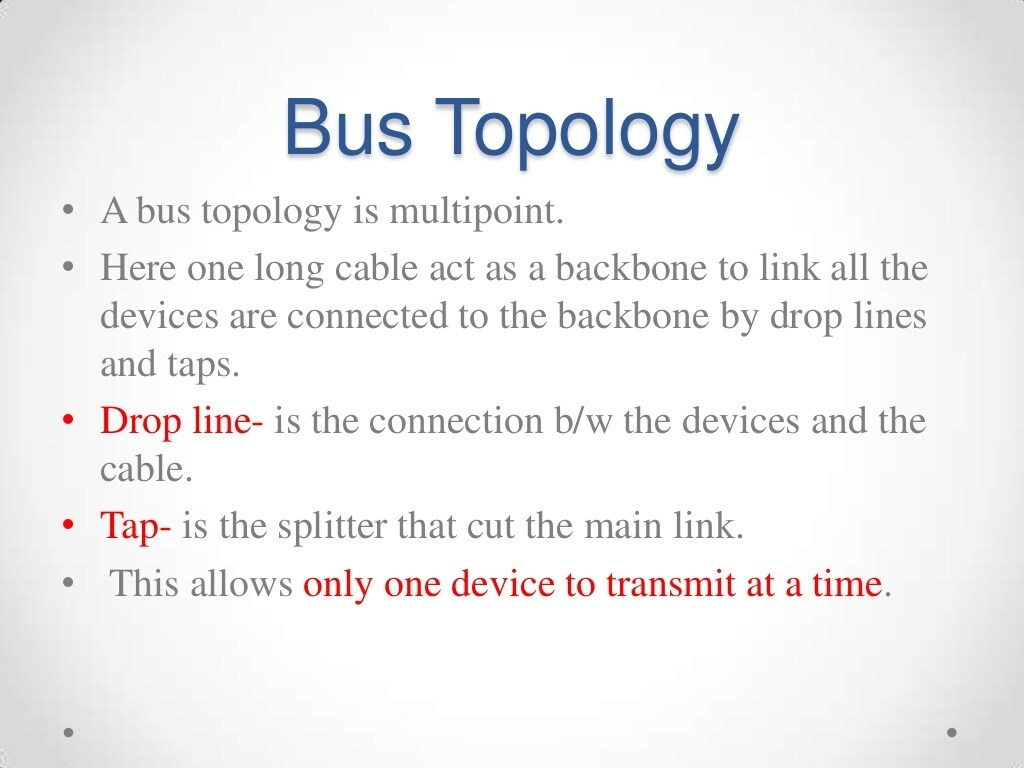 Bus Topology
• A bus topology is multipoint.
• Here one long cable act as a backbone to link all the
devices are connected to the backbone by drop lines
and taps.
• Drop line- is the connection b/w the devices and the
cable.
• Tap- is the splitter that cut the main link.
• This allows only one device to transmit at a time.